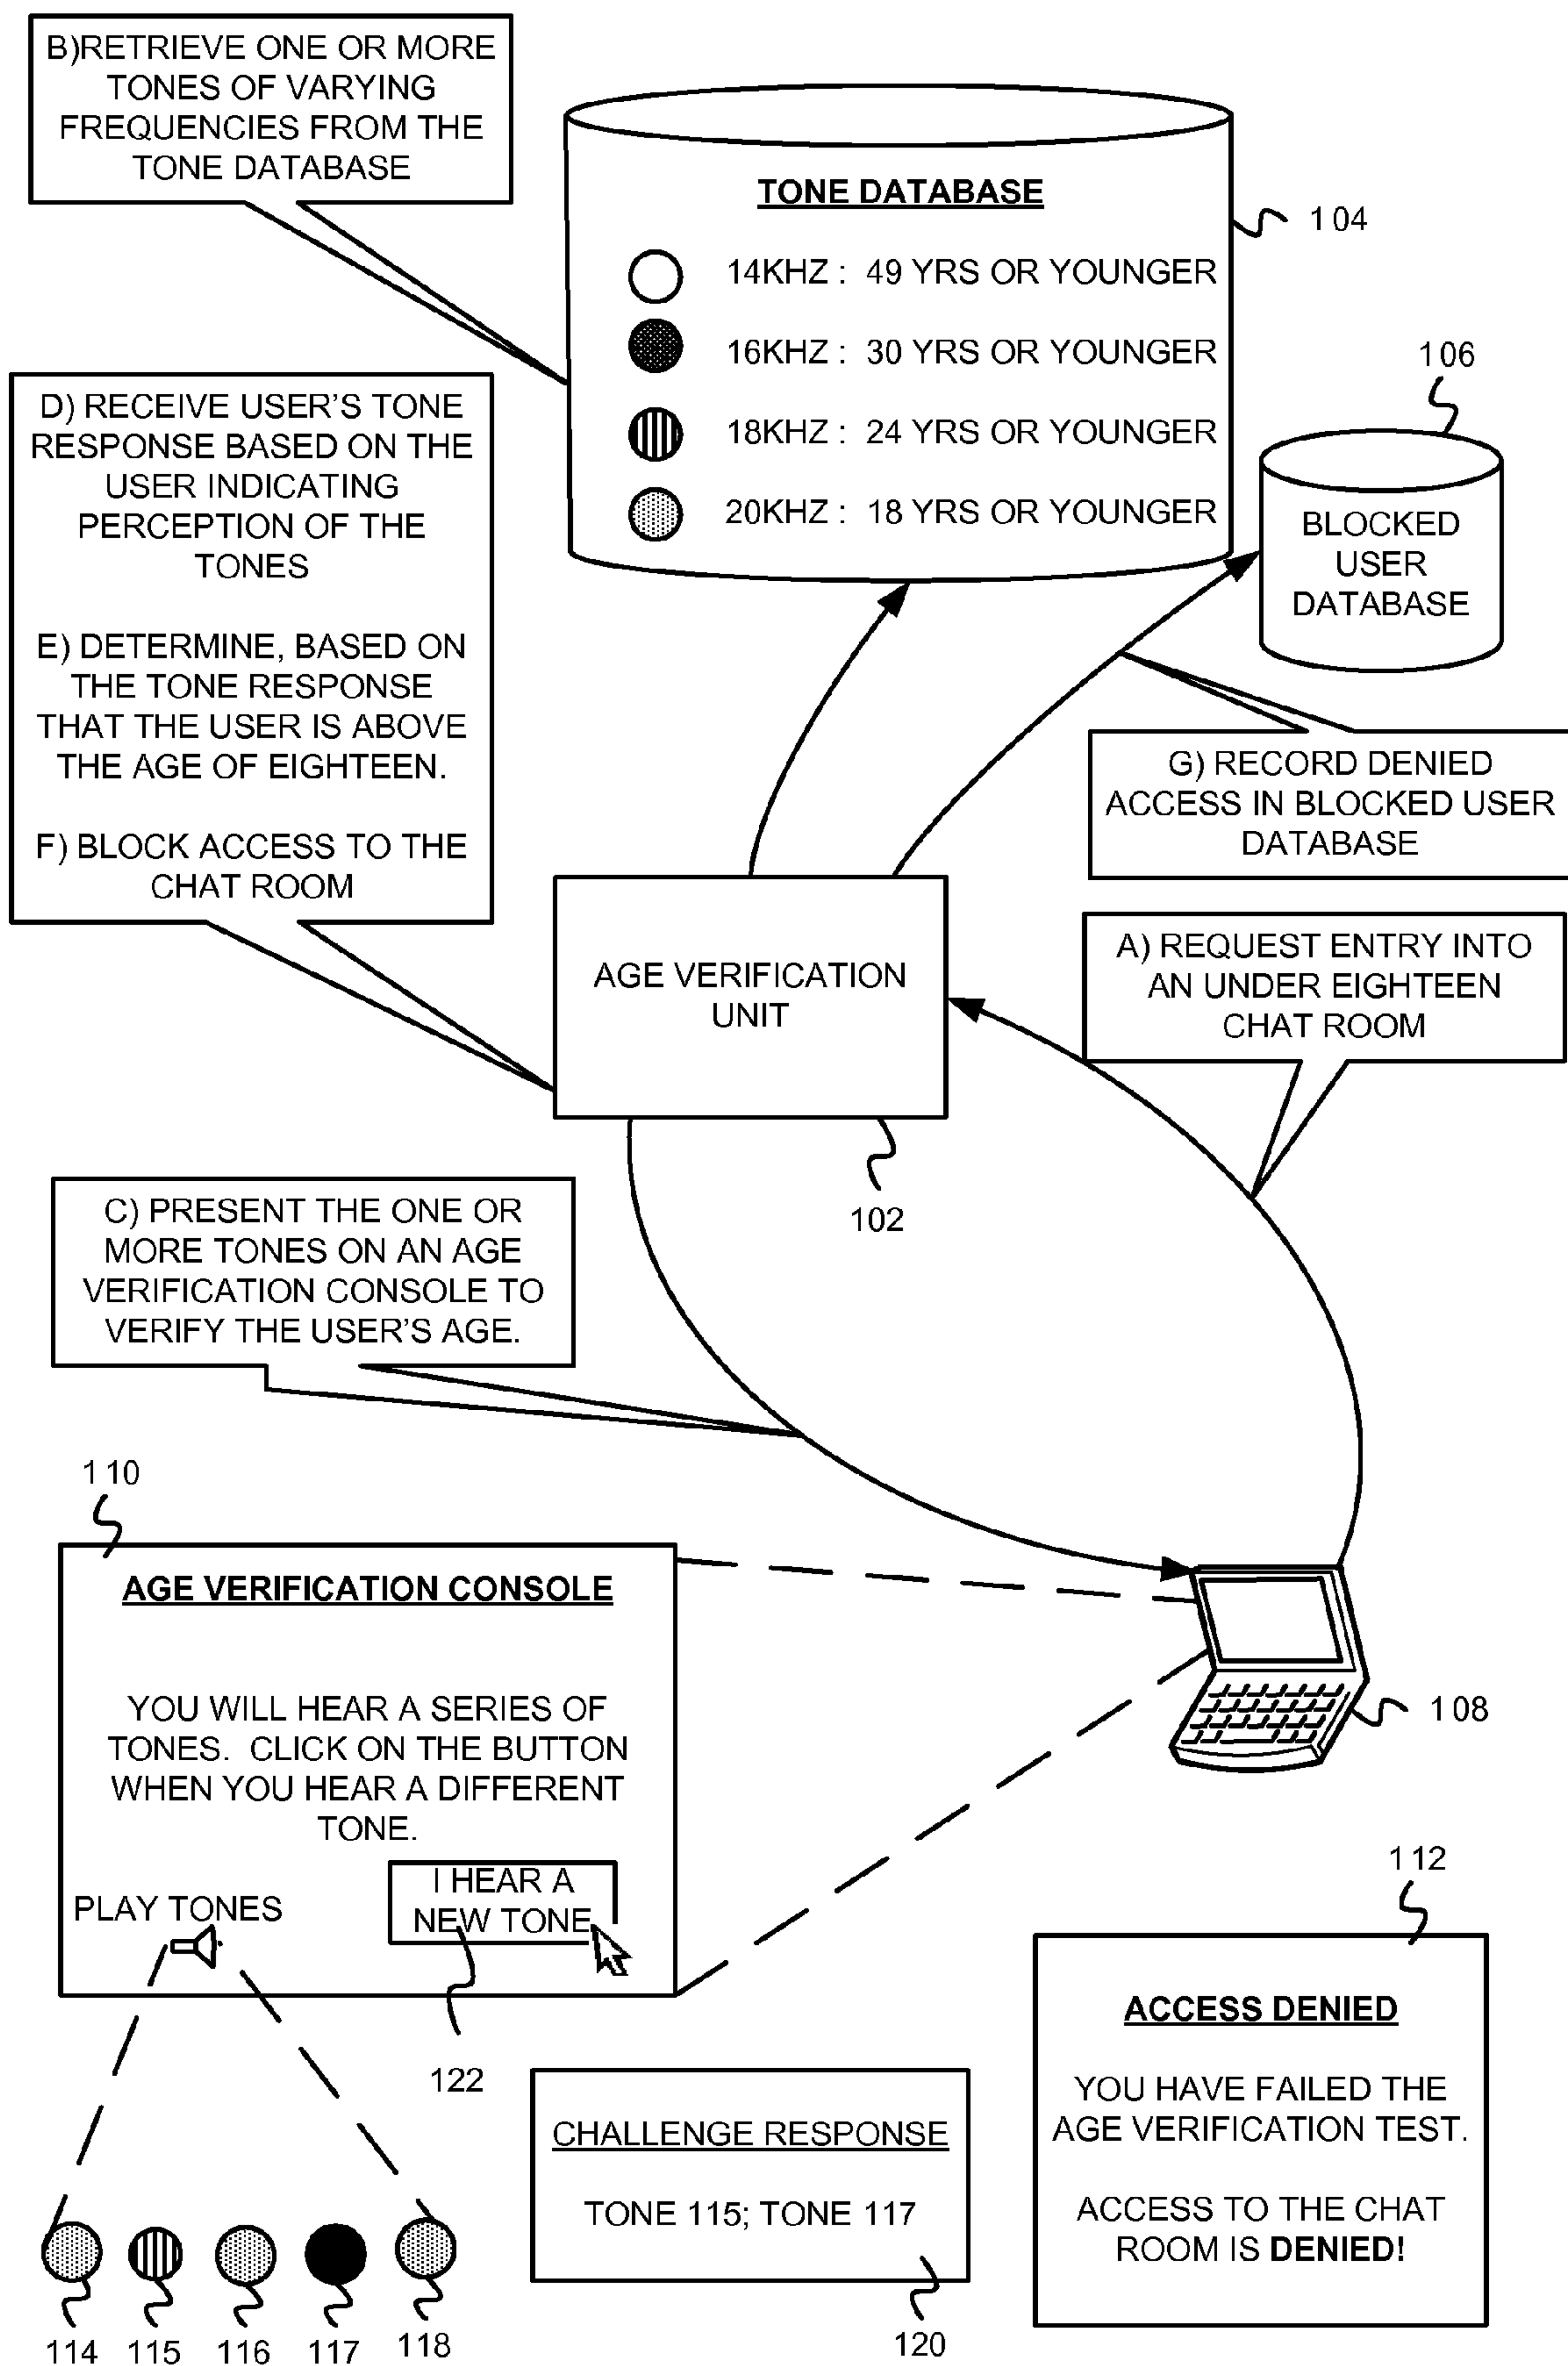 B)RETRIEVE ONE OR MORE
TONES OF VARYING
FREQUENCIES FROM THE
TONE DATABASE
TONE DATABASE
14KHZ : 49 YRS OR YOUNGER
16KHZ : 30 YRS OR YOUNGER
18KHZ : 24 YRS OR YOUNGER
20KHZ : 18 YRS OR YOUNGER
104
106
BLOCKED
USER
DATABASE
D) RECEIVE USER'S TONE
RESPONSE BASED ON THE
USER INDICATING
PERCEPTION OF THE
TONES
E) DETERMINE, BASED ON
THE TONE RESPONSE
THAT THE USER IS ABOVE
THE AGE OF EIGHTEEN.
F) BLOCK ACCESS TO THE
CHAT ROOM
G) RECORD DENIED
ACCESS IN BLOCKED USER
DATABASE
AGE VERIFICATION
UNIT
102
A) REQUEST ENTRY INTO
AN UNDER EIGHTEEN
CHAT ROOM
C) PRESENT THE ONE OR
MORE TONES ON AN AGE
VERIFICATION CONSOLE TO
VERIFY THE USER'S AGE.
110
AGE VERIFICATION CONSOLE
YOU WILL HEAR A SERIES OF
TONES. CLICK ON THE BUTTON
WHEN YOU HEAR A DIFFERENT
TONE.
PLAY TONES
I HEAR A
NEW TONE
122
108
112
ACCESS DENIED
YOU HAVE FAILED THE
AGE VERIFICATION TEST.
ACCESS TO THE CHAT
ROOM IS DENIED!
CHALLENGE RESPONSE
TONE 115; TONE 117
120
114
115
116
117
118